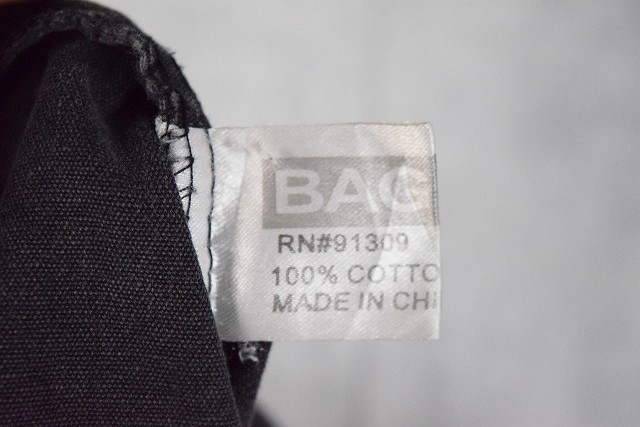 BAG
RN#91309
100% COTTO
MADE IN CHI